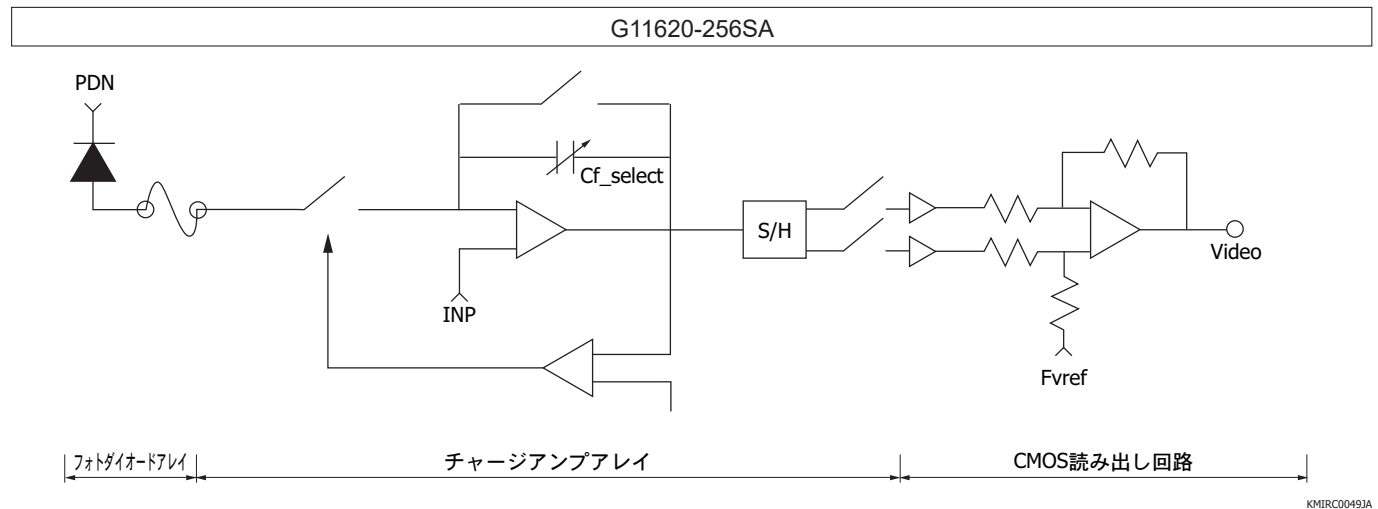 G11620-256SA
PDN
Cf_select
S/H
Video
INP
Fvref
フォトダイオードアレイ
チャージアンプアレイ
CMOS読み出し回路
KMIRC0049JA